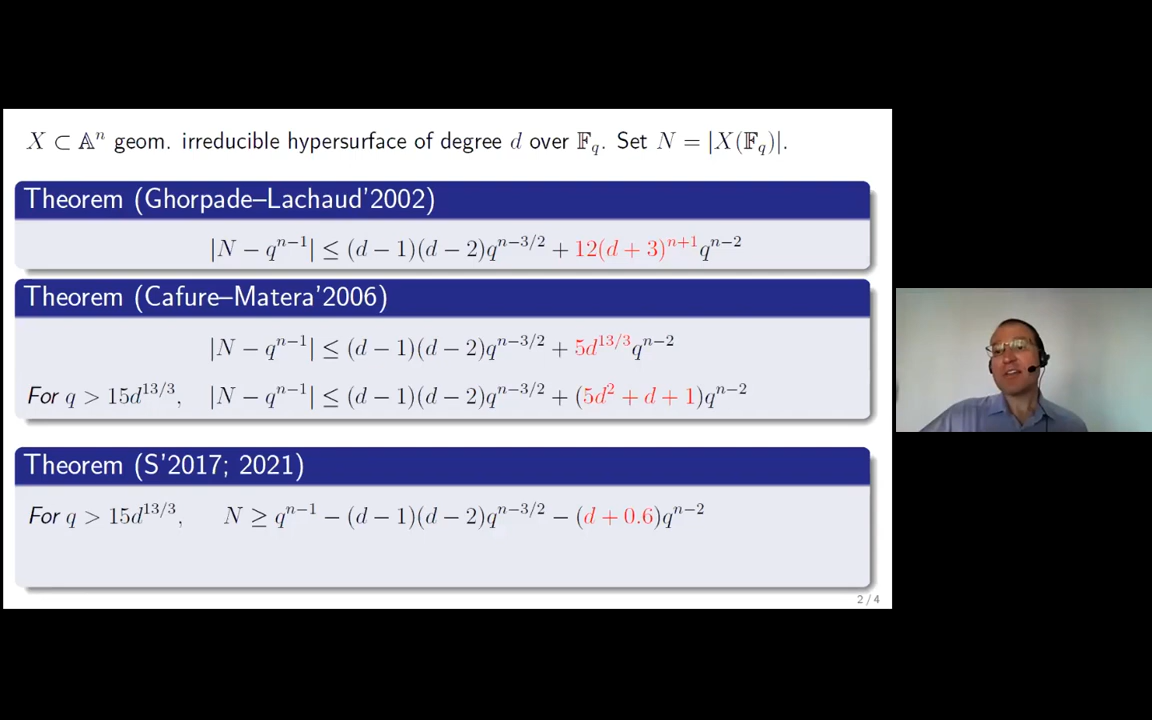 X ⊂ 𝔸ⁿ geom. irreducible hypersurface of degree d over 𝔽_q. Set N = |X(𝔽_q)|.
Theorem (Ghorpade–Lachaud'2002)
|N − q^{n−1}| ≤ (d − 1)(d − 2)q^{n−3/2} + 12(d + 3)^{n+1}q^{n−2}
Theorem (Cafure–Matera'2006)
|N − q^{n−1}| ≤ (d − 1)(d − 2)q^{n−3/2} + 5d^{13/3}q^{n−2}
For q > 15d^{13/3}, |N − q^{n−1}| ≤ (d − 1)(d − 2)q^{n−3/2} + (5d² + d + 1)q^{n−2}
Theorem (S'2017; 2021)
For q > 15d^{13/3}, N ≥ q^{n−1} − (d − 1)(d − 2)q^{n−3/2} − (d + 0.6)q^{n−2}
2 / 4